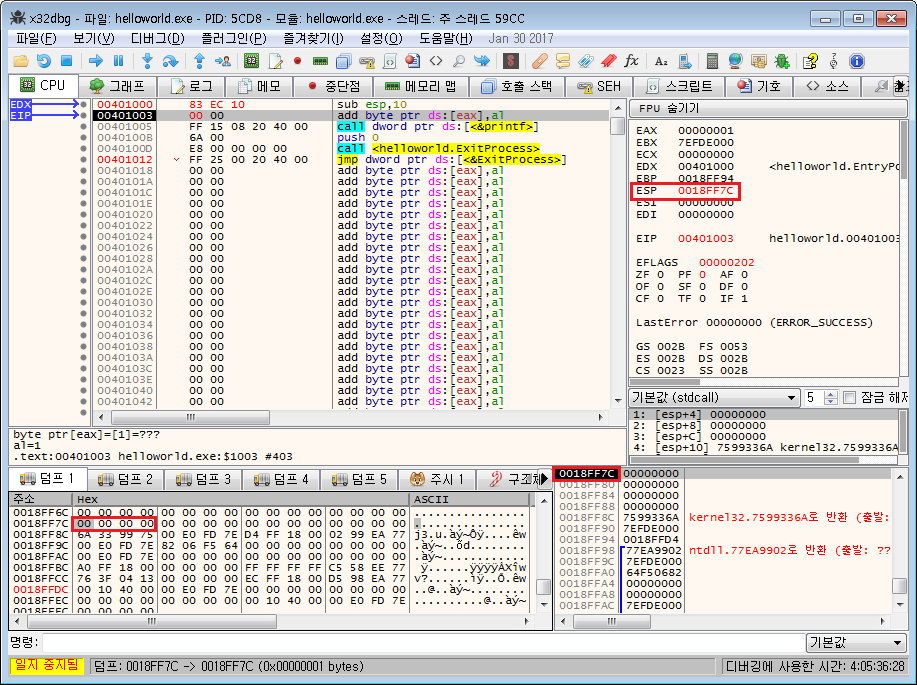 x32dbg - 파일: helloworld.exe - PID: 5CD8 - 모듈: helloworld.exe - 스레드: 주 스레드 59CC
파일(F) 보기(V) 디버그(D) 플러그인(P) 즐겨찾기(I) 설정(O) 도움말(H) Jan 30 2017
CPU 그래프 로그 메모 중단점 메모리 맵 호출 스택 SEH 스크립트 기호 소스
EDX 00401000 83 EC 10 sub esp,10
EIP 00401003 00 00 add byte ptr ds:[eax],al
00401005 FF 15 08 20 40 00 call dword ptr ds:[<&printf>]
0040100B 6A 00 push 0
0040100D E8 00 00 00 00 call <helloworld.ExitProcess>
00401012 FF 25 00 20 40 00 jmp dword ptr ds:[<&ExitProcess>]
00401018 00 00 add byte ptr ds:[eax],al
0040101A 00 00 add byte ptr ds:[eax],al
0040101C 00 00 add byte ptr ds:[eax],al
0040101E 00 00 add byte ptr ds:[eax],al
00401020 00 00 add byte ptr ds:[eax],al
00401022 00 00 add byte ptr ds:[eax],al
00401024 00 00 add byte ptr ds:[eax],al
00401026 00 00 add byte ptr ds:[eax],al
00401028 00 00 add byte ptr ds:[eax],al
0040102A 00 00 add byte ptr ds:[eax],al
0040102C 00 00 add byte ptr ds:[eax],al
0040102E 00 00 add byte ptr ds:[eax],al
00401030 00 00 add byte ptr ds:[eax],al
00401032 00 00 add byte ptr ds:[eax],al
00401034 00 00 add byte ptr ds:[eax],al
00401036 00 00 add byte ptr ds:[eax],al
00401038 00 00 add byte ptr ds:[eax],al
0040103A 00 00 add byte ptr ds:[eax],al
0040103C 00 00 add byte ptr ds:[eax],al
0040103E 00 00 add byte ptr ds:[eax],al
00401040 00 00 add byte ptr ds:[eax],al
00401042 00 00 add byte ptr ds:[eax],al
FPU 숨기기
EAX 00000001
EBX 7EFDE000
ECX 00000000
EDX 00401000 <helloworld.EntryPo
EBP 0018FF94
ESP 0018FF7C
ESI 00000000
EDI 00000000
EIP 00401003 helloworld.00401003
EFLAGS 00000202
ZF 0 PF 0 AF 0
OF 0 SF 0 DF 0
CF 0 TF 0 IF 1
LastError 00000000 (ERROR_SUCCESS)
GS 002B FS 0053
ES 002B DS 002B
CS 0023 SS 002B
기본값 (stdcall) 5 잠금 해제
1: [esp+4] 00000000
2: [esp+8] 00000000
3: [esp+C] 00000000
4: [esp+10] 7599336A kernel32.7599336A
byte ptr[eax]=[1]=???
al=1
.text:00401003 helloworld.exe:$1003 #403
덤프 1 덤프 2 덤프 3 덤프 4 덤프 5 주시 1 구조체
주소 Hex ASCII
0018FF6C 00 00 00 00 00 00 00 00 00 00 00 00 00 00 00 00 ................
0018FF7C 00 00 00 00 00 00 00 00 00 00 00 00 00 00 00 00 ................
0018FF8C 6A 33 99 75 00 E0 FD 7E D4 FF 18 00 02 99 EA 77 j3.u.àý~Ôÿ....êw
0018FF9C 00 E0 FD 7E 82 06 F5 64 00 00 00 00 00 00 00 00 .àý~..õd........
0018FFAC 00 E0 FD 7E 00 00 00 00 00 00 00 00 00 00 00 00 .àý~............
0018FFBC A0 FF 18 00 00 00 00 00 FF FF FF FF C5 58 EE 77 ÿ......ÿÿÿÿÅXîw
0018FFCC 76 3F 04 13 00 00 00 00 EC FF 18 00 D5 98 EA 77 v?......ìÿ..Õ.êw
0018FFDC 00 10 40 00 00 E0 FD 7E 00 00 00 00 00 00 00 00 ..@..àý~........
0018FFEC 00 00 00 00 00 00 00 00 00 10 40 00 00 E0 FD 7E ..........@..àý~
0018FF7C 00000000
0018FF80 00000000
0018FF84 00000000
0018FF88 00000000
0018FF8C 7599336A kernel32.7599336A로 반환 (출발:
0018FF90 7EFDE000
0018FF94 0018FFD4
0018FF98 77EA9902 ntdll.77EA9902로 반환 (출발: ??
0018FF9C 7EFDE000
0018FFA0 64F50682
0018FFA4 00000000
0018FFA8 00000000
0018FFAC 7EFDE000
명령: 기본값
일지 중지됨 덤프: 0018FF7C -> 0018FF7C (0x00000001 bytes) 디버깅에 사용한 시간: 4:05:36:28